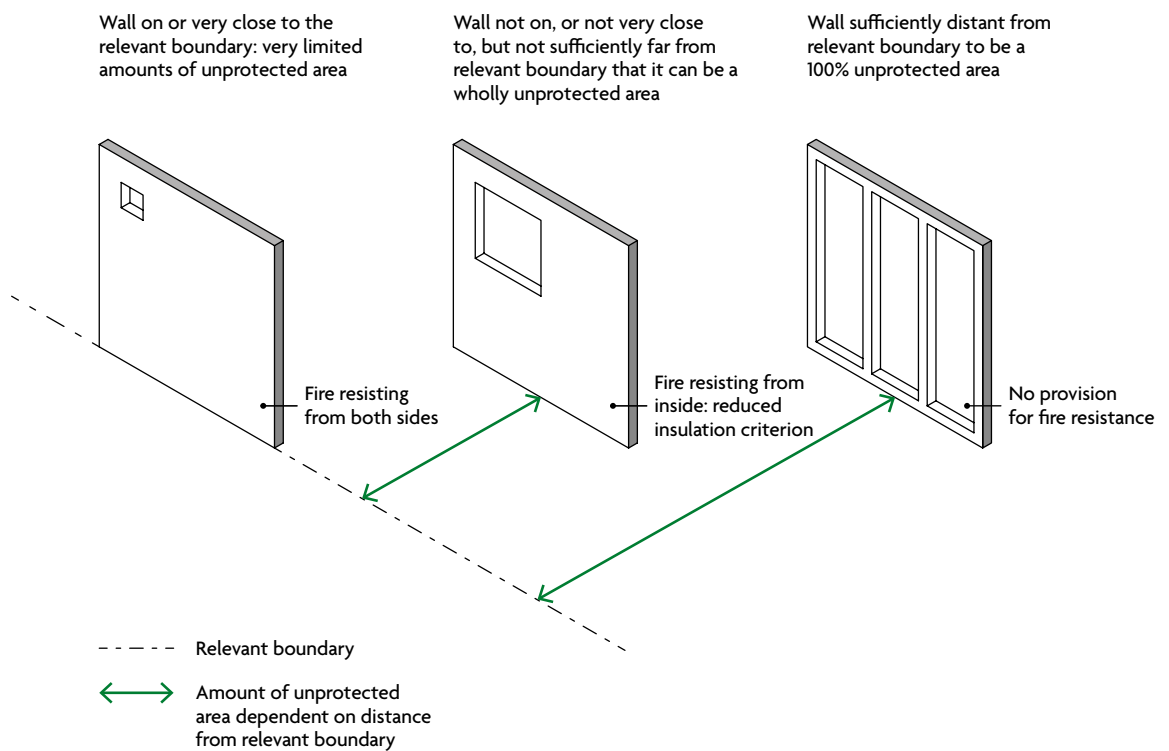 Wall on or very close to the
relevant boundary: very limited
amounts of unprotected area
Wall not on, or not very close
to, but not sufficiently far from
relevant boundary that it can be a
wholly unprotected area
Wall sufficiently distant from
relevant boundary to be a
100% unprotected area
Fire resisting
from both sides
Fire resisting from
inside: reduced
insulation criterion
No provision
for fire resistance
Relevant boundary
Amount of unprotected
area dependent on distance
from relevant boundary